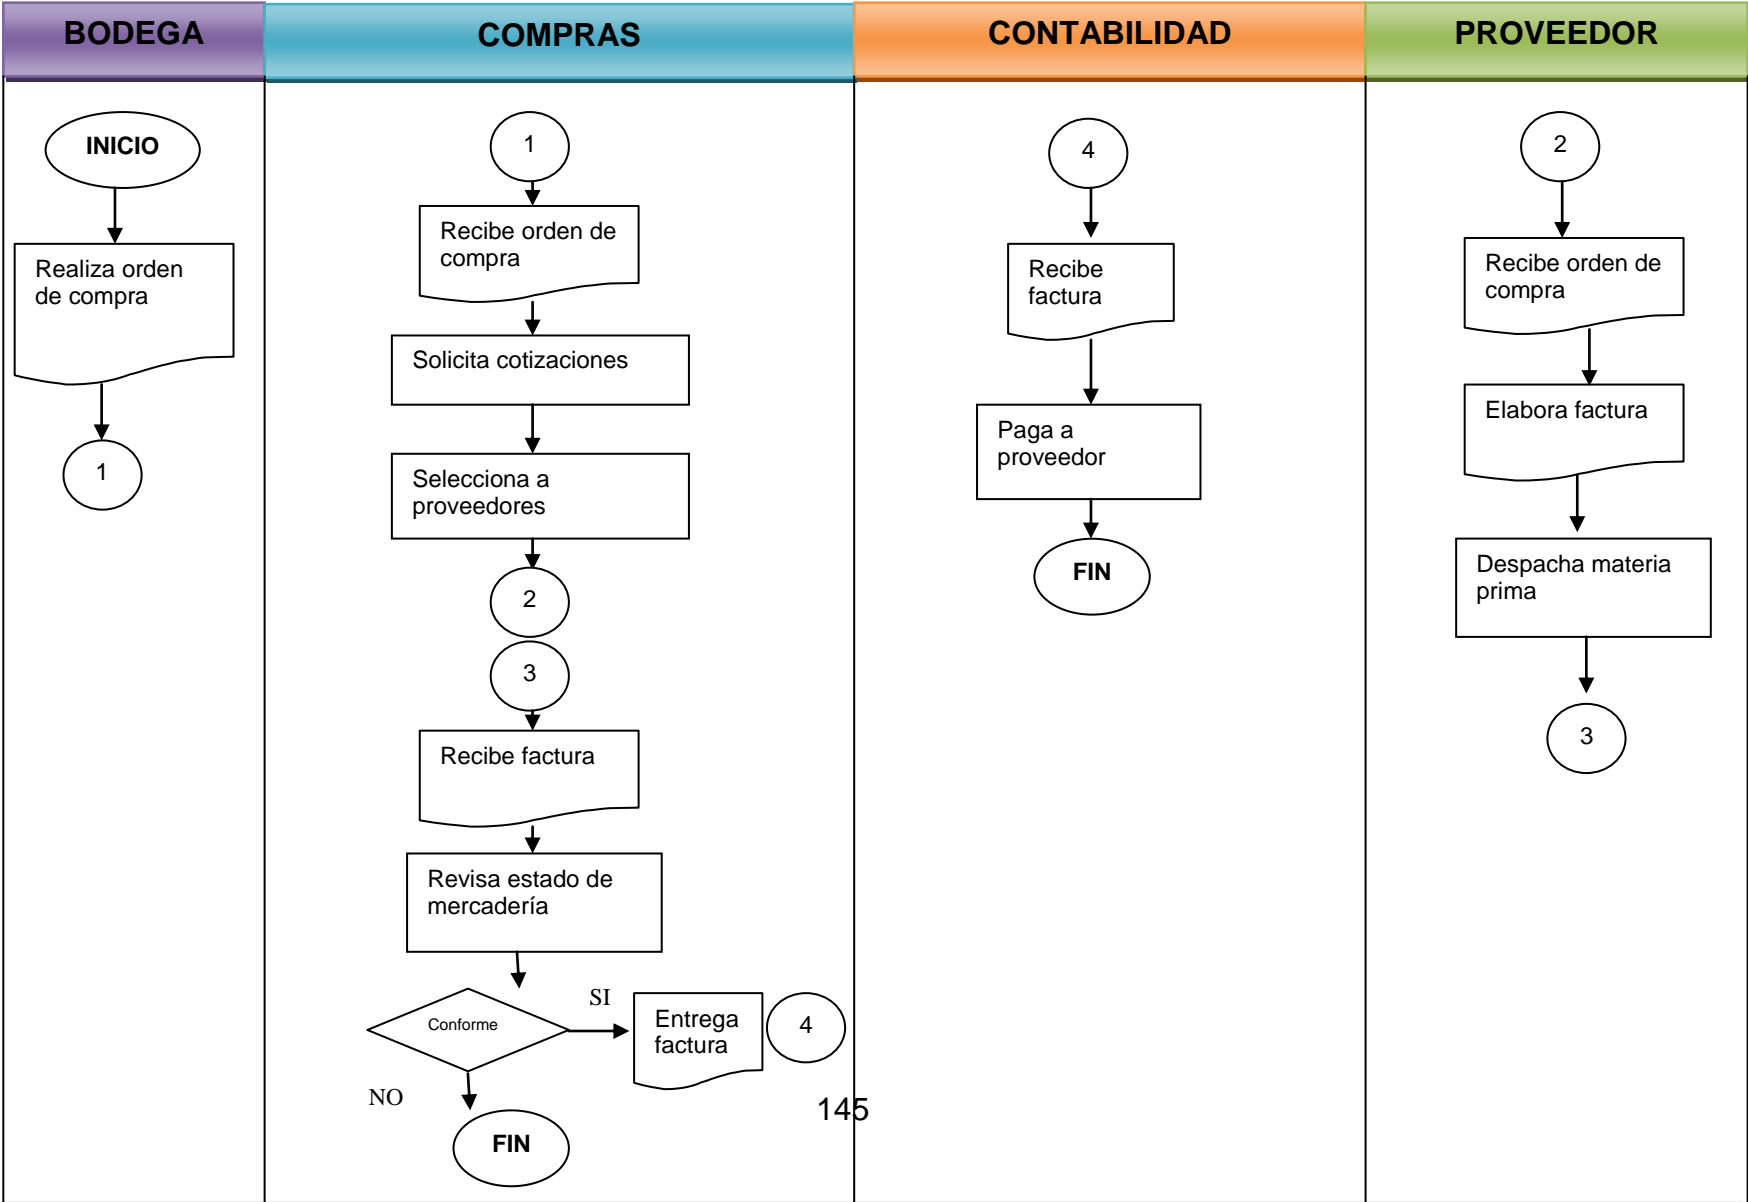 BODEGA
COMPRAS
CONTABILIDAD
PROVEEDOR
INICIO
Realiza orden
de compra
1
1
Recibe orden de
compra
Solicita cotizaciones
Selecciona a
proveedores
2
3
Recibe factura
Revisa estado de
mercadería
Conforme
SI
Entrega
factura
4
NO
FIN
4
Recibe
factura
Paga a
proveedor
FIN
2
Recibe orden de
compra
Elabora factura
Despacha materia
prima
3
145